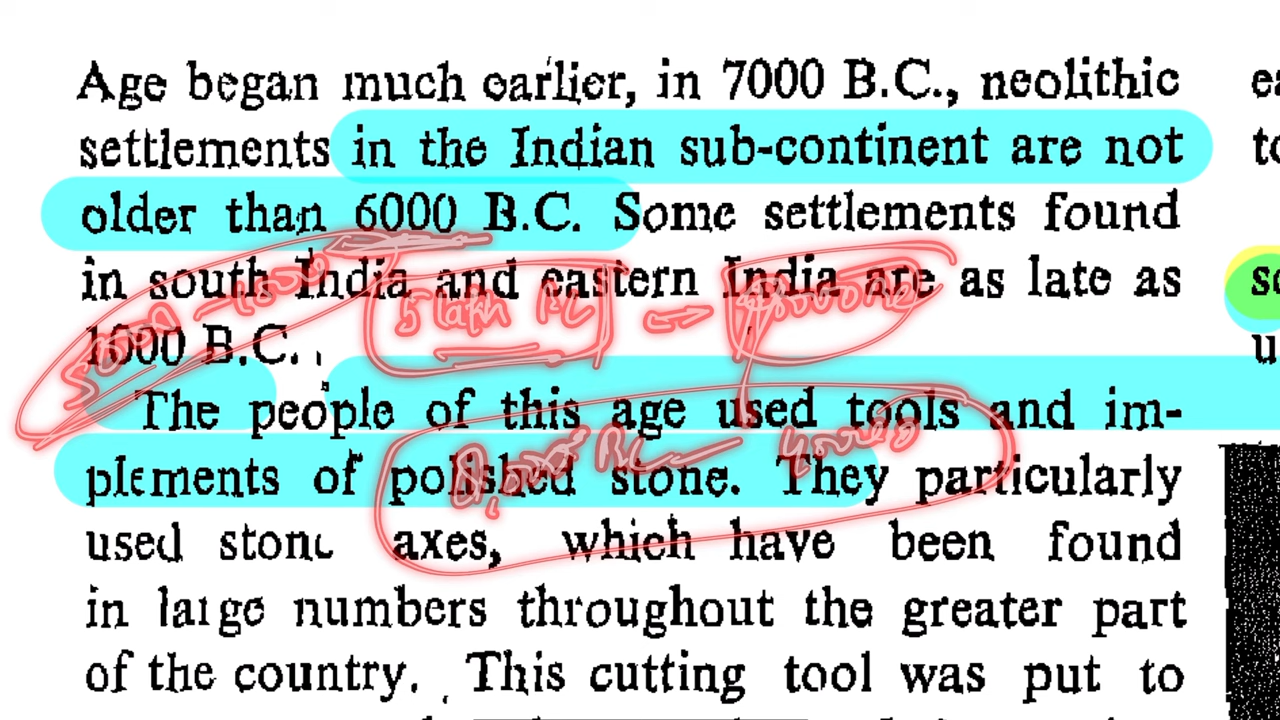 Age began much earlier, in 7000 B.C., neolithic
settlements in the Indian sub-continent are not
older than 6000 B.C. Some settlements found
in south India and eastern India are as late as
1000 B.C.
5 lakh BC
The people of this age used tools and im-
plements of polished stone. They particularly
used stone axes, which have been found
in large numbers throughout the greater part
of the country. This cutting tool was put to